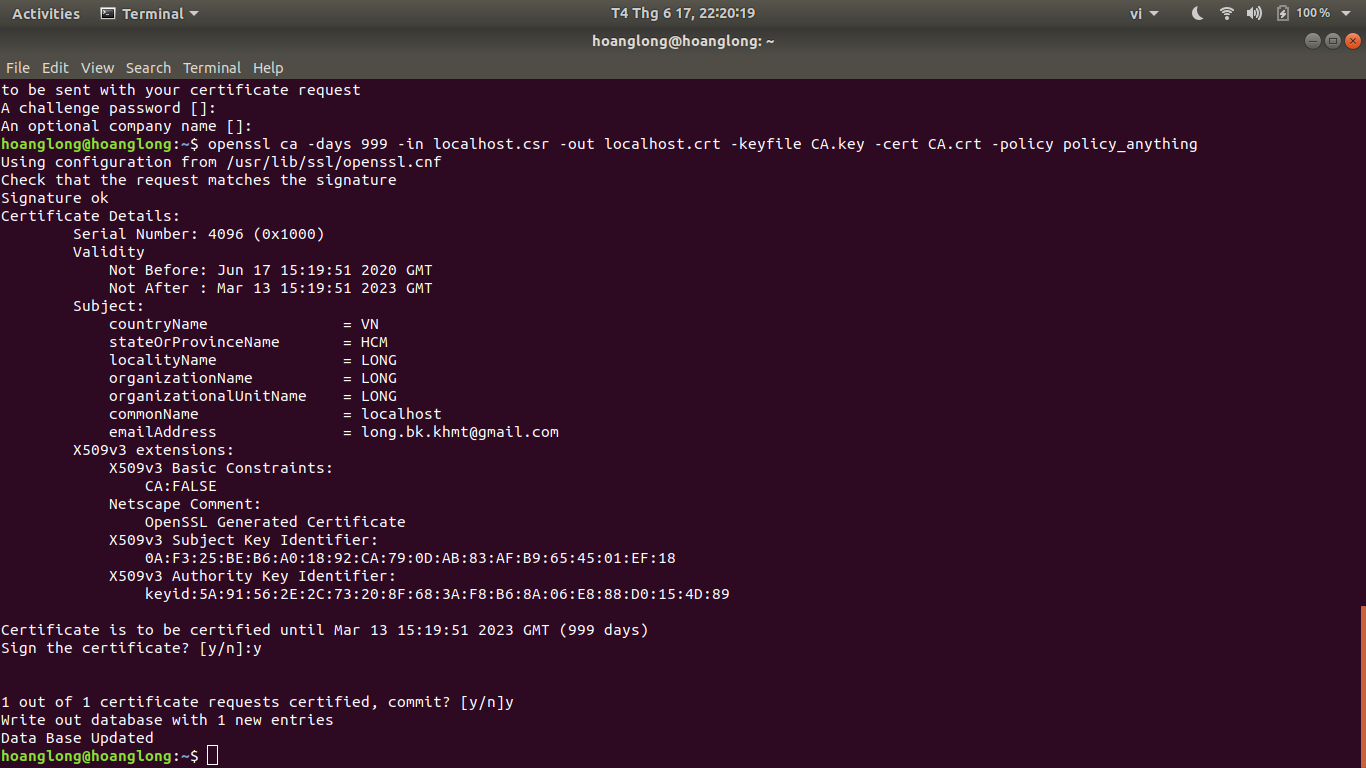 Activities Terminal T4 Thg 6 17, 22:20:19 vi 100%
hoanglong@hoanglong: ~
File Edit View Search Terminal Help
to be sent with your certificate request
A challenge password []:
An optional company name []:
hoanglong@hoanglong:~$ openssl ca -days 999 -in localhost.csr -out localhost.crt -keyfile CA.key -cert CA.crt -policy policy_anything
Using configuration from /usr/lib/ssl/openssl.cnf
Check that the request matches the signature
Signature ok
Certificate Details:
        Serial Number: 4096 (0x1000)
        Validity
            Not Before: Jun 17 15:19:51 2020 GMT
            Not After : Mar 13 15:19:51 2023 GMT
        Subject:
            countryName               = VN
            stateOrProvinceName       = HCM
            localityName              = LONG
            organizationName          = LONG
            organizationalUnitName    = LONG
            commonName                = localhost
            emailAddress              = long.bk.khmt@gmail.com
        X509v3 extensions:
            X509v3 Basic Constraints:
                CA:FALSE
            Netscape Comment:
                OpenSSL Generated Certificate
            X509v3 Subject Key Identifier:
                0A:F3:25:BE:B6:A0:18:92:CA:79:0D:AB:83:AF:B9:65:45:01:EF:18
            X509v3 Authority Key Identifier:
                keyid:5A:91:56:2E:2C:73:20:8F:68:3A:F8:B6:8A:06:E8:88:D0:15:4D:89
Certificate is to be certified until Mar 13 15:19:51 2023 GMT (999 days)
Sign the certificate? [y/n]:y
1 out of 1 certificate requests certified, commit? [y/n]y
Write out database with 1 new entries
Data Base Updated
hoanglong@hoanglong:~$